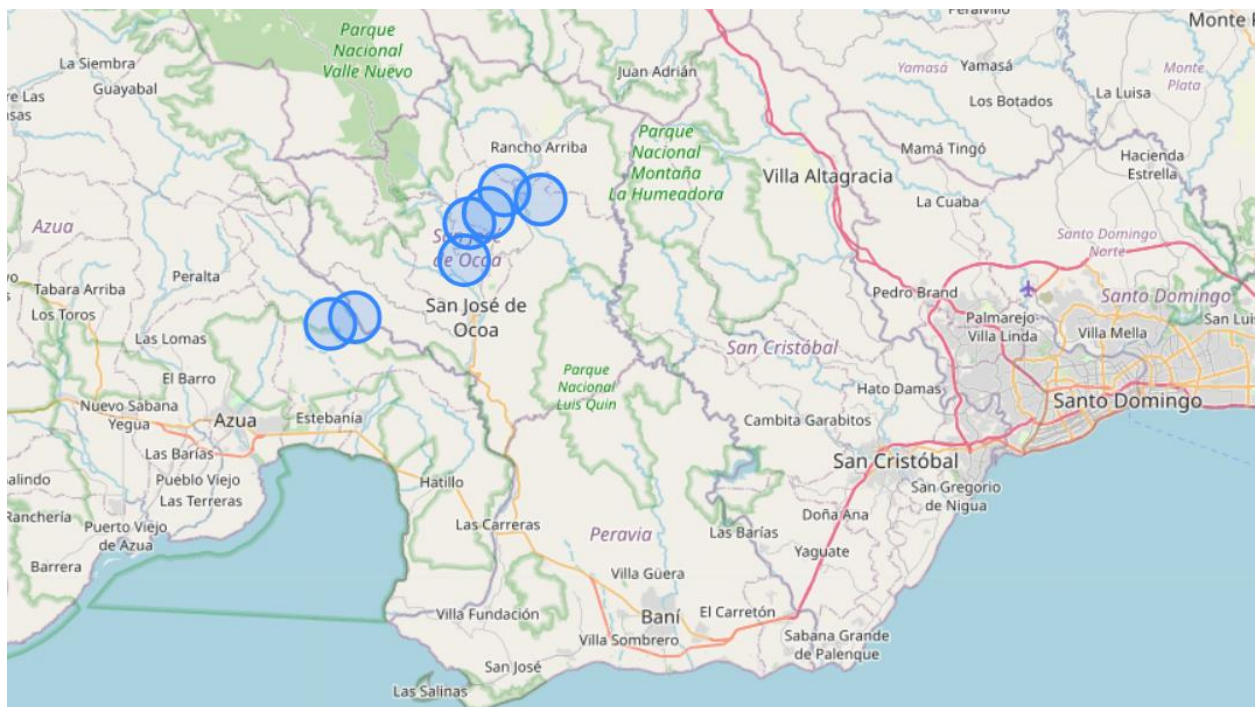 Peralvillo
Monte P
Parque
Nacional
Valle Nuevo
La Siembra
Guayabal
re Las
asas
Juan Adrián
Yamasá
Yamasá
Monte
Plata
La Luisa
Los Botados
Rancho Arriba
Parque
Nacional
Montaña
La Humeadora
Mamá Tingó
Hacienda
Estrella
Villa Altagracia
La Cuaba
Azua
San José
de Ocoa
Santo Domingo
Norte
Peralta
Tabara Arriba
Los Toros
San José de
Ocoa
Pedro Brand
Palmarejo-
Villa Linda
Santo Domingo
Villa Mella
San Luis
Las Lomas
San Cristóbal
El Barro
Parque
Nacional
Luis Quin
Hato Damas
Nuevo Sabana
Yegua
Azua
Estebanía
Cambita Garabitos
Santo Domingo
Las Barías
Pueblo Viejo
Las Terreras
alindo
Hatillo
San Cristóbal
San Gregorio
de Nigua
Ranchería
Puerto Viejo
de Azua
Las Carreras
Peravia
Las Barías
Doña Ana
Yaguate
Barrera
Villa Güera
Villa Fundación
Baní
El Carretón
Villa Sombrero
Sabana Grande
de Palenque
San José
Las Salinas